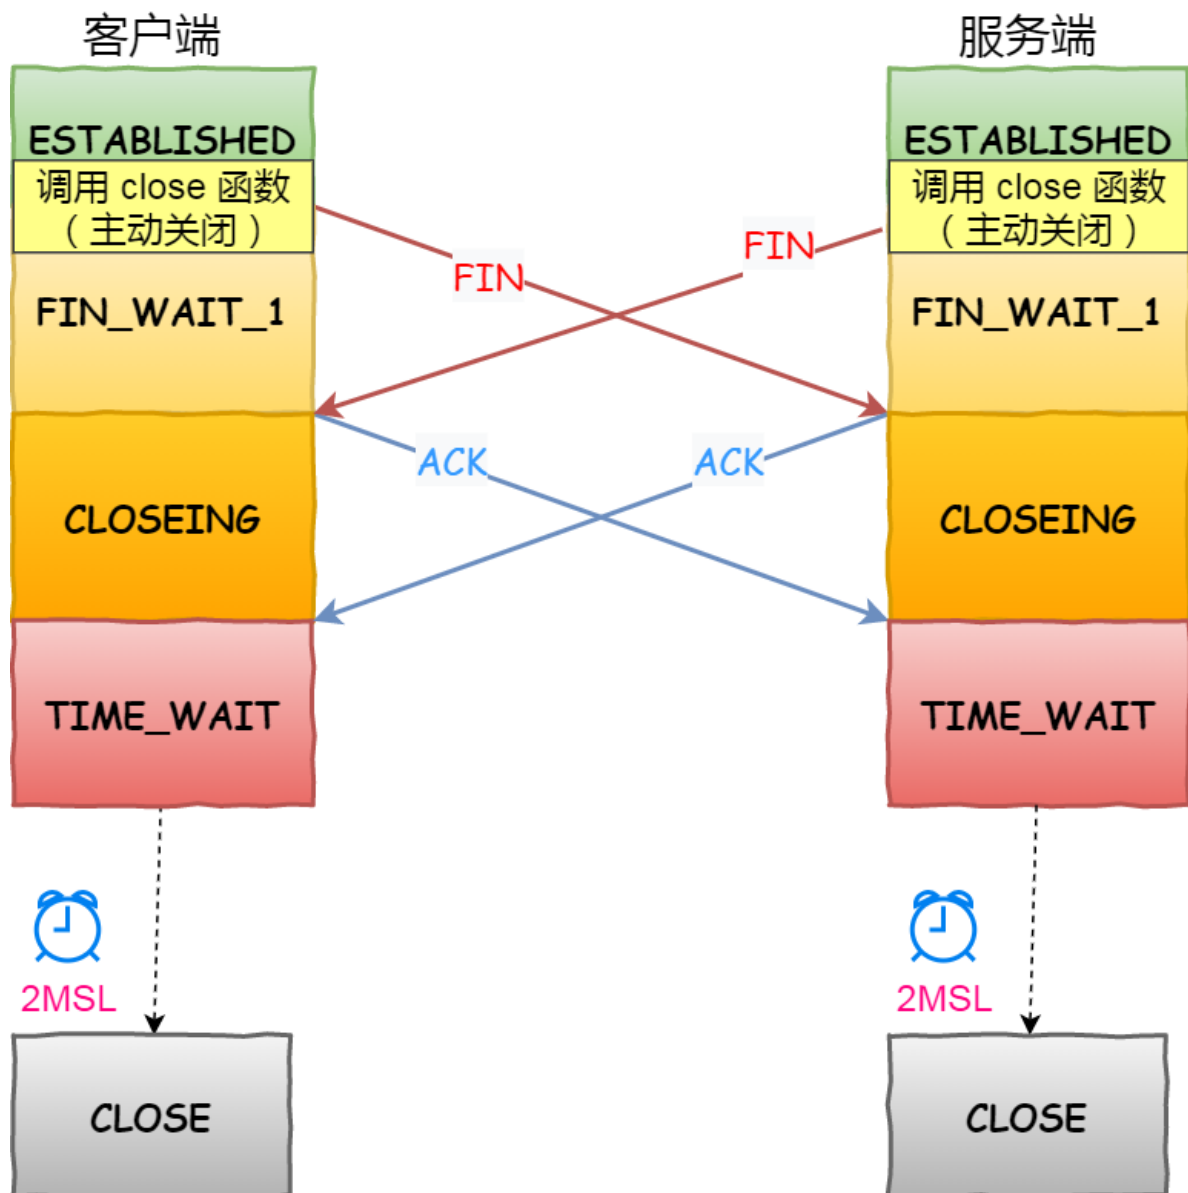 客户端
服务端
ESTABLISHED
ESTABLISHED
调用 close 函数
（主动关闭）
调用 close 函数
（主动关闭）
FIN
FIN
FIN_WAIT_1
FIN_WAIT_1
ACK
ACK
CLOSEING
CLOSEING
TIME_WAIT
TIME_WAIT
2MSL
2MSL
CLOSE
CLOSE